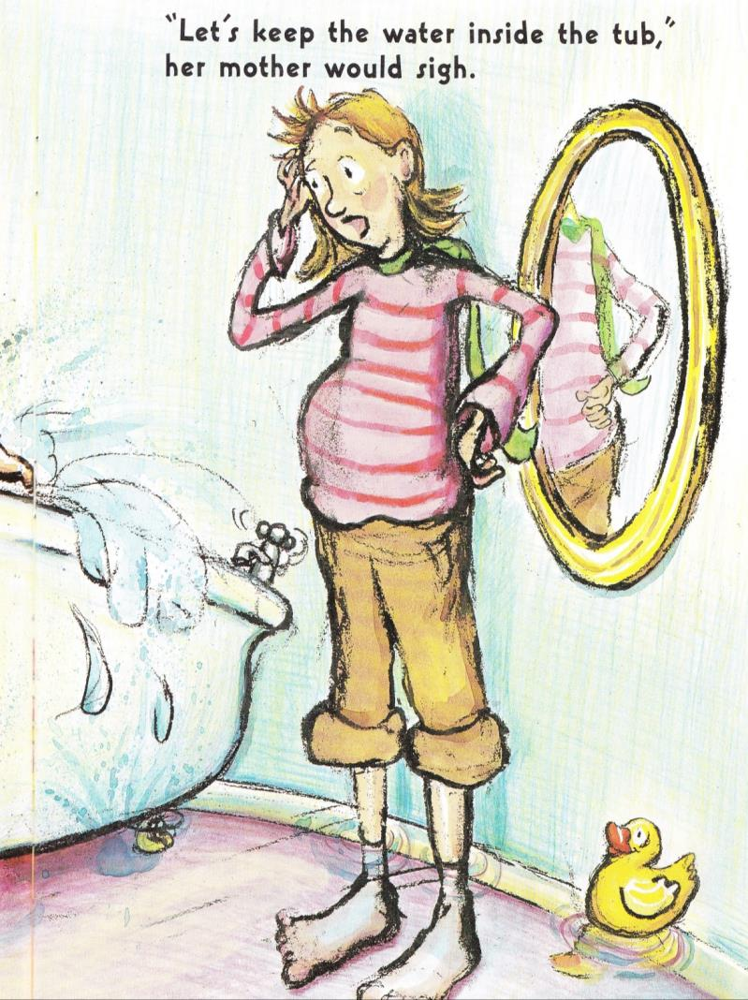 "Let's keep the water inside the tub,"
her mother would sigh.